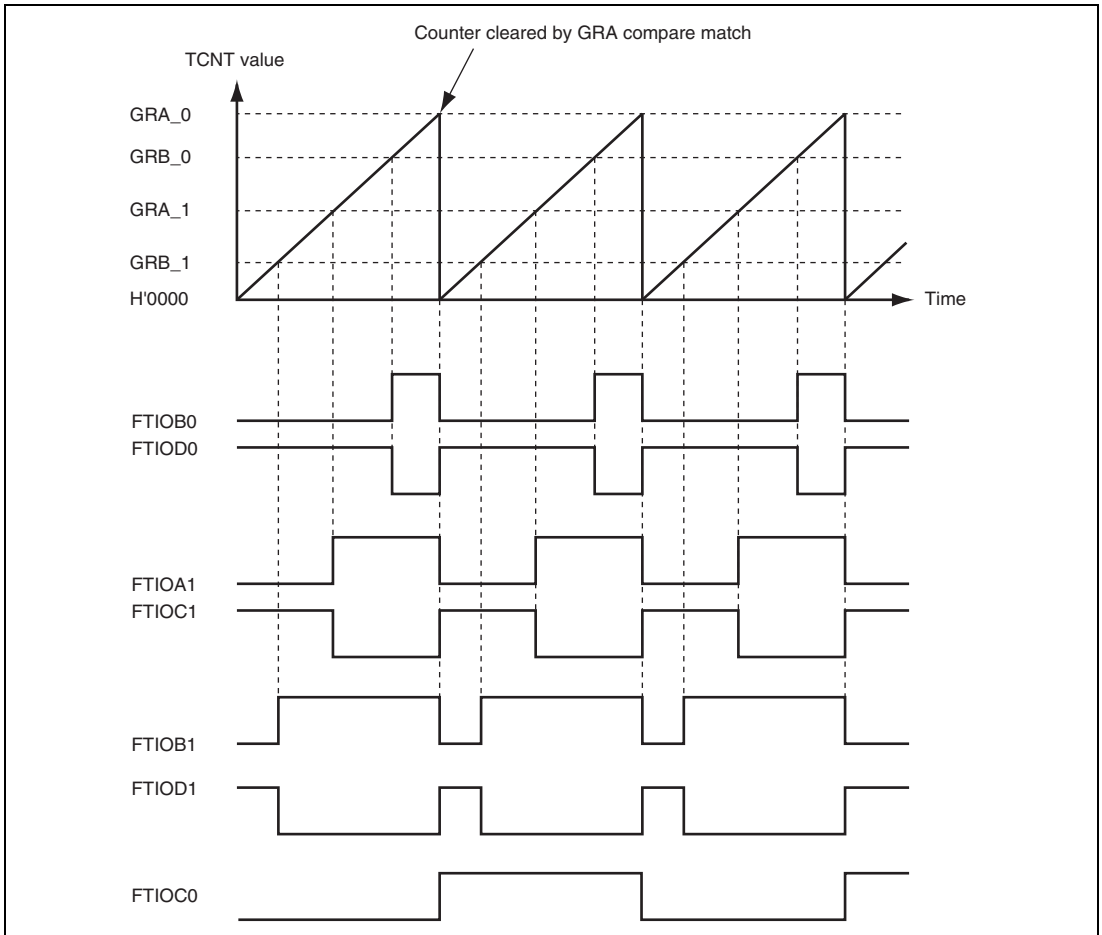 Counter cleared by GRA compare match
TCNT value
GRA_0
GRB_0
GRA_1
GRB_1
H'0000
Time
FTIOB0
FTIOD0
FTIOA1
FTIOC1
FTIOB1
FTIOD1
FTIOC0